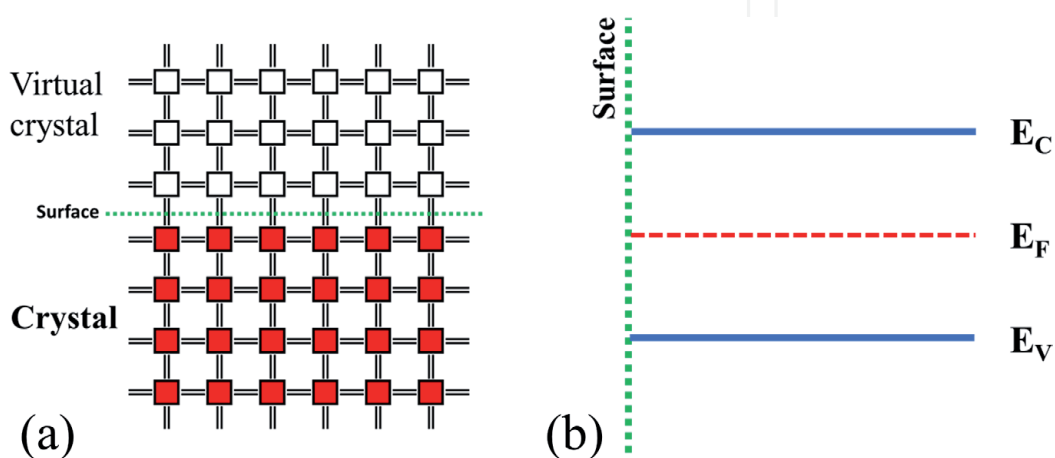 Virtual
crystal
Surface
Crystal
(a)
Surface
E_C
E_F
E_V
(b)